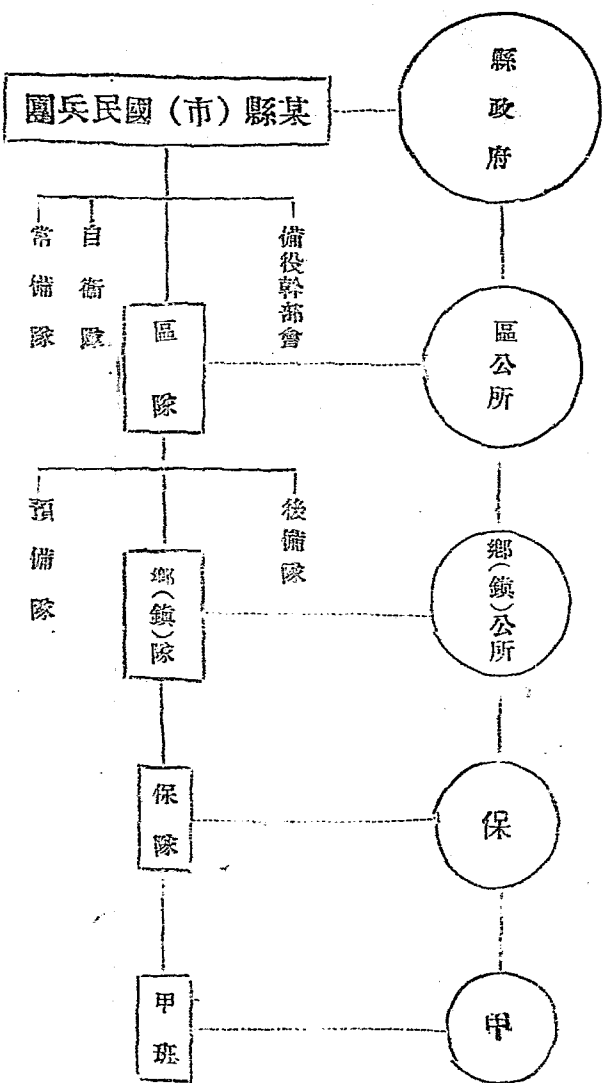 縣政府
某縣（市）國民兵團
備役幹部會
自衞隊
常備隊
區公所
區隊
後備隊
預備隊
鄉（鎮）公所
鄉（鎮）隊
保
保隊
甲
甲班